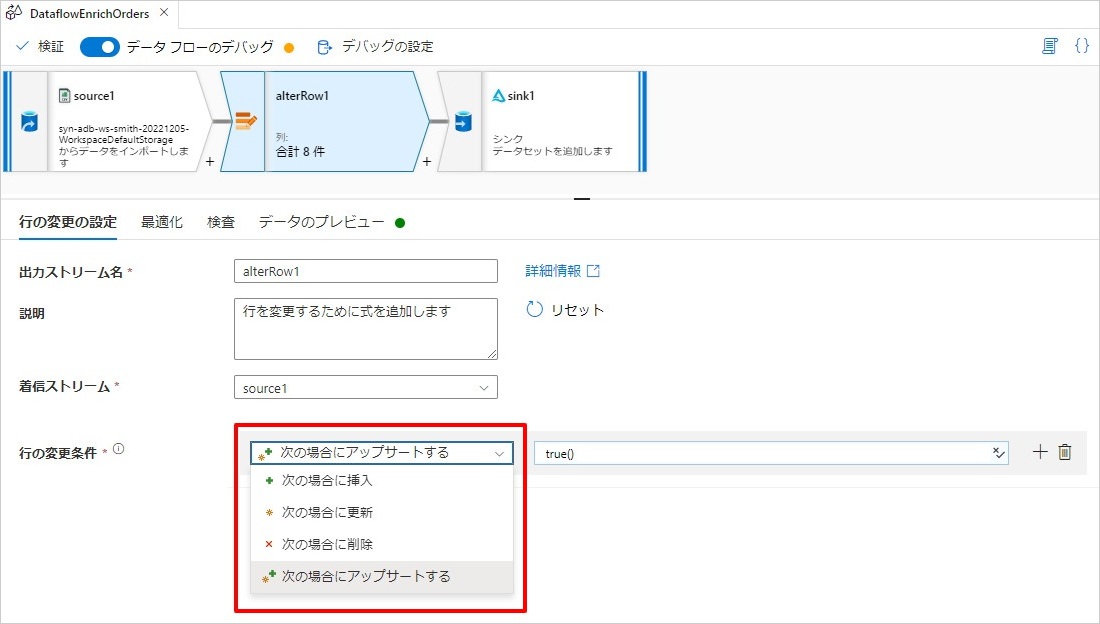 DataflowEnrichOrders
検証
データ フローのデバッグ
デバッグの設定
source1
syn-adb-ws-smith-20221205-
WorkspaceDefaultStorage
からデータをインポートしま
す
+
alterRow1
列:
合計 8 件
+
sink1
シンク
データセットを追加します
行の変更の設定
最適化
検査
データのプレビュー
出力ストリーム名 *
alterRow1
詳細情報
説明
行を変更するために式を追加します
リセット
着信ストリーム *
source1
行の変更条件 *
次の場合にアップサートする
true()
次の場合に挿入
次の場合に更新
次の場合に削除
次の場合にアップサートする